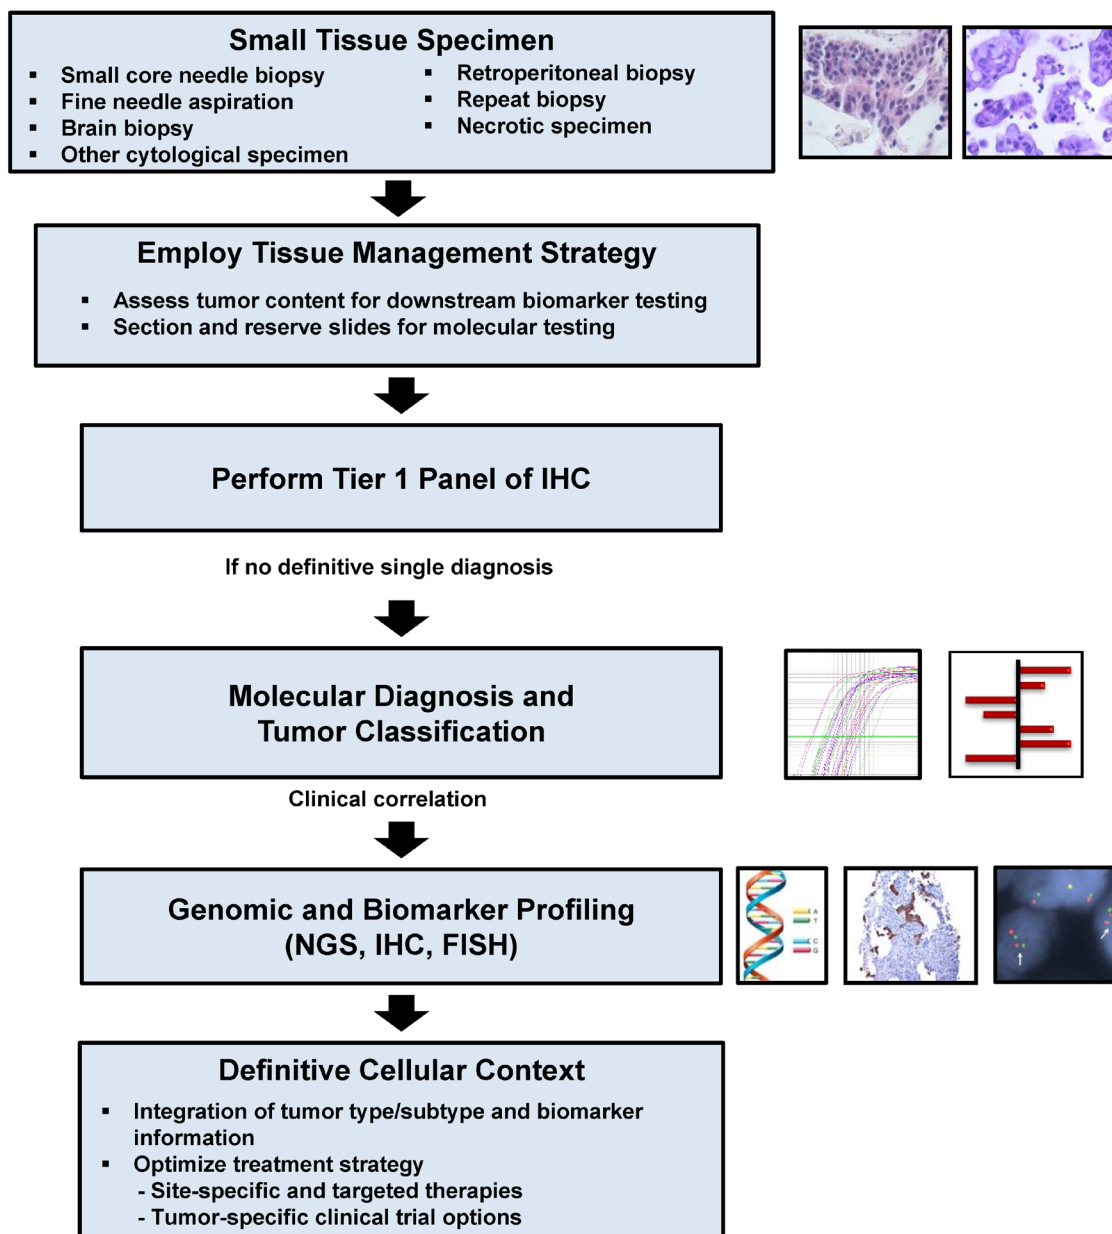 Small Tissue Specimen
▪ Small core needle biopsy
▪ Fine needle aspiration
▪ Brain biopsy
▪ Other cytological specimen
▪ Retroperitoneal biopsy
▪ Repeat biopsy
▪ Necrotic specimen
Employ Tissue Management Strategy
▪ Assess tumor content for downstream biomarker testing
▪ Section and reserve slides for molecular testing
Perform Tier 1 Panel of IHC
If no definitive single diagnosis
Molecular Diagnosis and
Tumor Classification
Clinical correlation
Genomic and Biomarker Profiling
(NGS, IHC, FISH)
A
T
C
G
Definitive Cellular Context
▪ Integration of tumor type/subtype and biomarker
information
▪ Optimize treatment strategy
- Site-specific and targeted therapies
- Tumor-specific clinical trial options